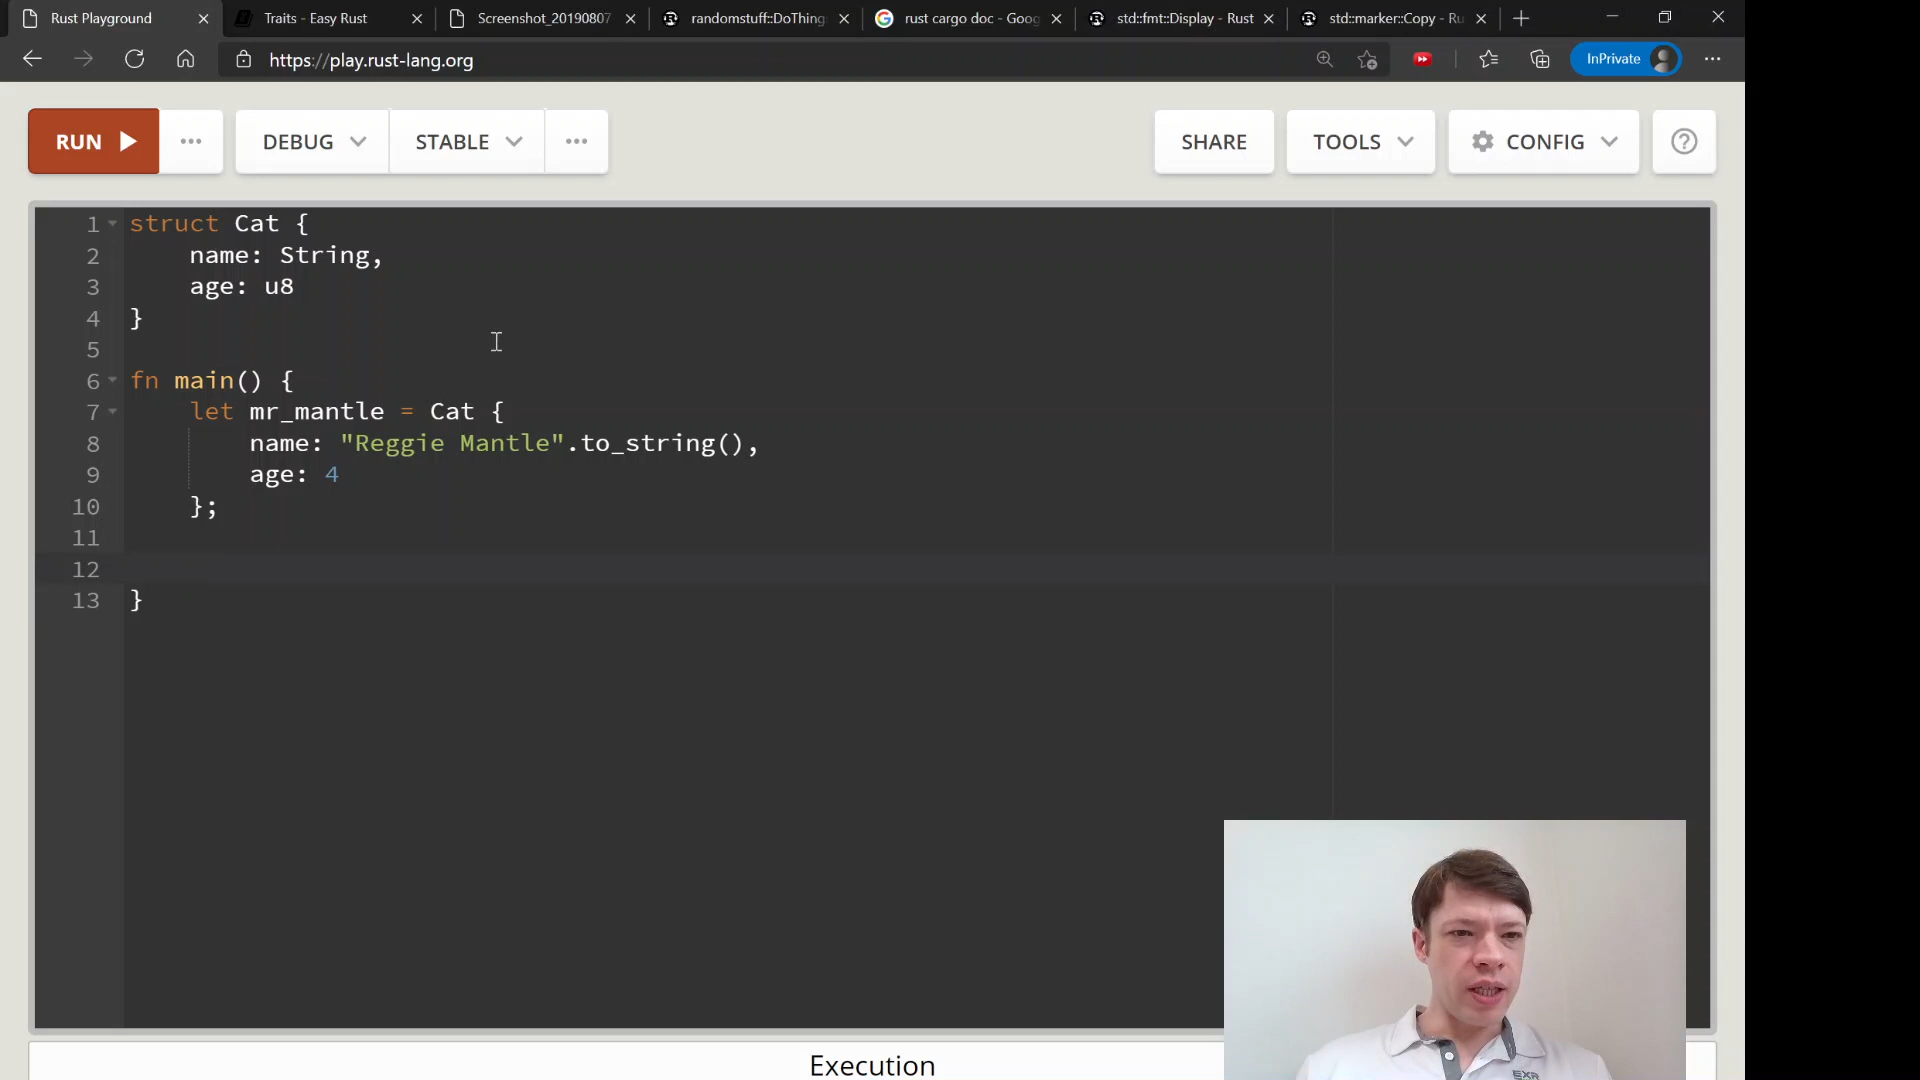 Rust Playground
Traits - Easy Rust
Screenshot_20190807
randomstuff::DoThing
rust cargo doc - Goog
std::fmt::Display - Rust
std::marker::Copy - Ru
https://play.rust-lang.org
InPrivate
RUN
DEBUG
STABLE
SHARE
TOOLS
CONFIG
1 struct Cat {
2 name: String,
3 age: u8
4 }
5
6 fn main() {
7 let mr_mantle = Cat {
8 name: "Reggie Mantle".to_string(),
9 age: 4
10 };
11
12
13 }
Execution
EXR